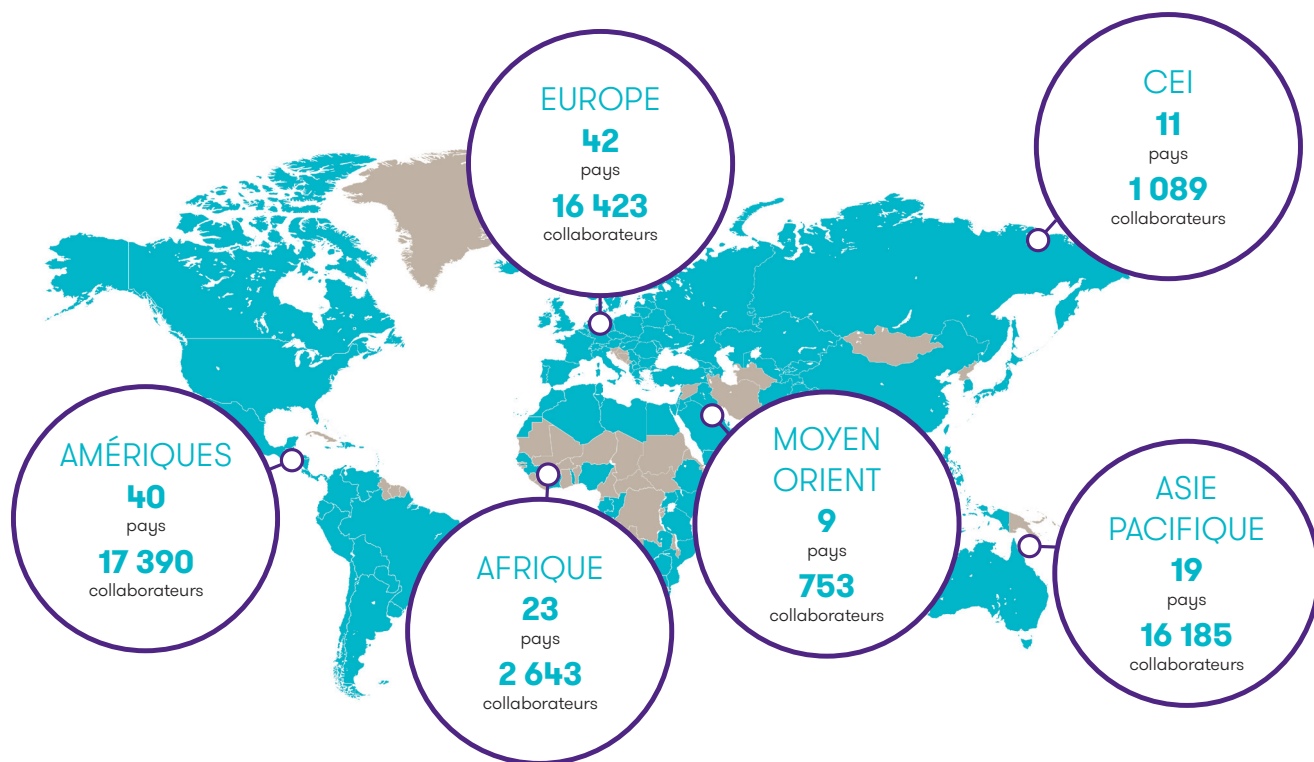 EUROPE
42
pays
16 423
collaborateurs
CEI
11
pays
1 089
collaborateurs
AMÉRIQUES
40
pays
17 390
collaborateurs
AFRIQUE
23
pays
2 643
collaborateurs
MOYEN
ORIENT
9
pays
753
collaborateurs
ASIE
PACIFIQUE
19
pays
16 185
collaborateurs